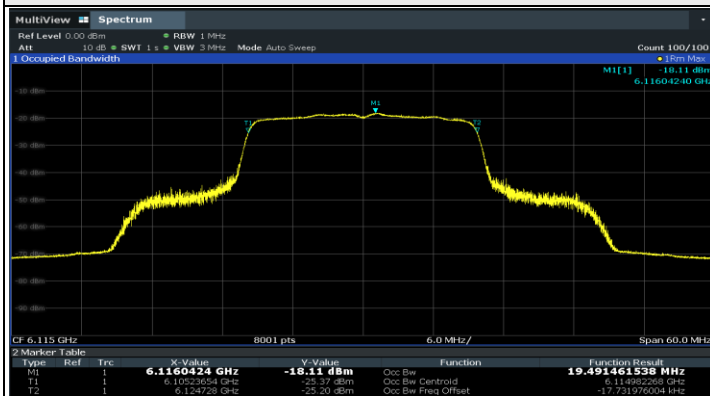 MultiView Spectrum
Ref Level 0.00 dBm RBW 1 MHz
Att 10 dB SWT 1 s VBW 3 MHz Mode Auto Sweep Count 100/100
1 Occupied Bandwidth 1Rm Max
M1[1] -18.11 dBm
6.11604240 GHz
-10 dBm
M1
-20 dBm
T1 T2
-30 dBm
-40 dBm
-50 dBm
-60 dBm
-70 dBm
-80 dBm
-90 dBm
CF 6.115 GHz 8001 pts 6.0 MHz/ Span 60.0 MHz
2 Marker Table
Type Ref Trc X-Value Y-Value Function Function Result
M1 1 6.1160424 GHz -18.11 dBm Occ Bw 19.491461538 MHz
T1 1 6.10523654 GHz -25.37 dBm Occ Bw Centroid 6.114982268 GHz
T2 1 6.124728 GHz -25.20 dBm Occ Bw Freq Offset -17.731976004 kHz